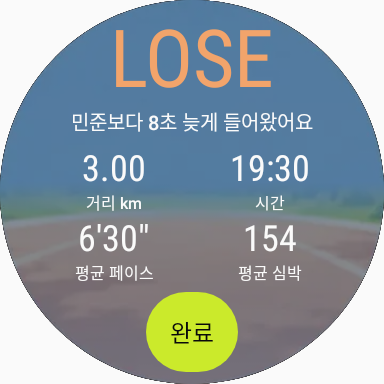 LOSE
민준보다 8초 늦게 들어왔어요
3.00 19:30
거리 km 시간
6'30" 154
평균 페이스 평균 심박
완료